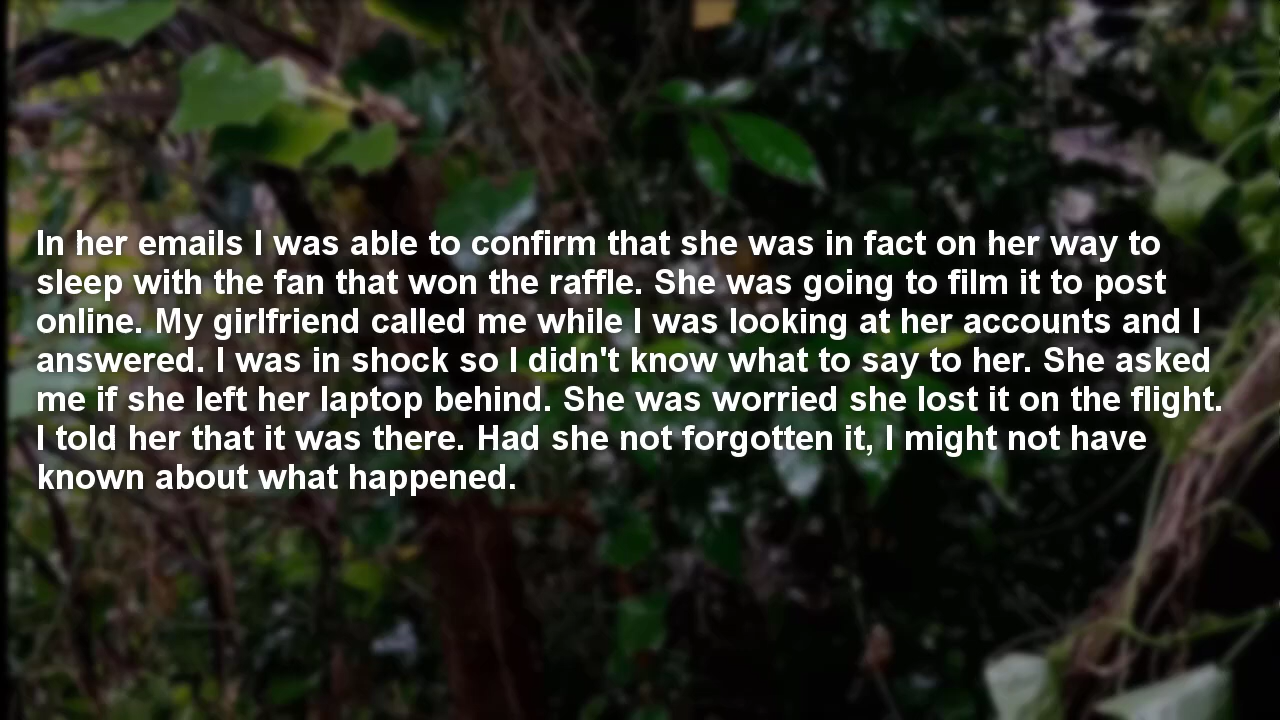 In her emails I was able to confirm that she was in fact on her way to
sleep with the fan that won the raffle. She was going to film it to post
online. My girlfriend called me while I was looking at her accounts and I
answered. I was in shock so I didn't know what to say to her. She asked
me if she left her laptop behind. She was worried she lost it on the flight.
I told her that it was there. Had she not forgotten it, I might not have
known about what happened.